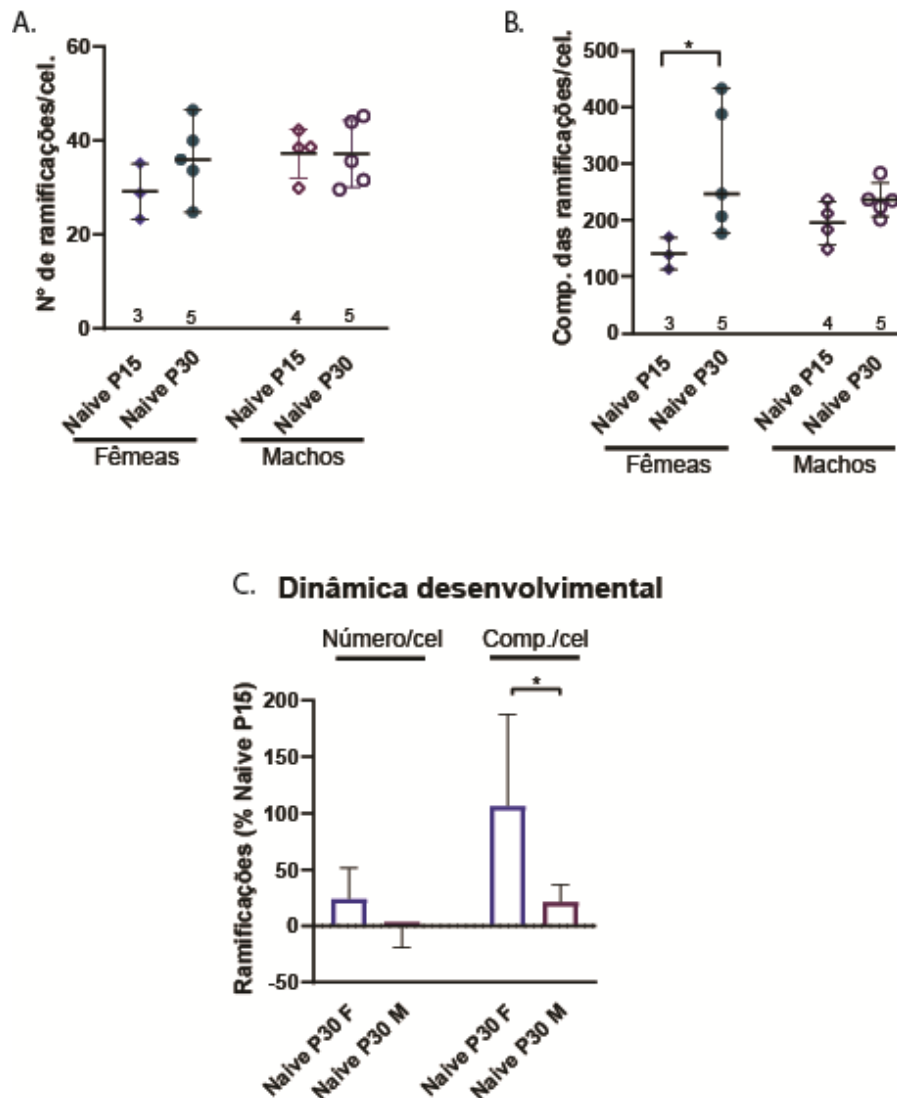 A.
Nº de ramificações/cel.
60
40
20
0
3
5
4
5
Naive P15
Naive P30
Naive P15
Naive P30
Fêmeas
Machos
B.
Comp. das ramificações/cel.
500
400
300
200
100
0
*
3
5
4
5
Naive P15
Naive P30
Naive P15
Naive P30
Fêmeas
Machos
C. Dinâmica desenvolvimental
Número/cel
Comp./cel
*
Ramificações (% Naive P15)
200
150
100
50
0
-50
Naive P30 F
Naive P30 M
Naive P30 F
Naive P30 M